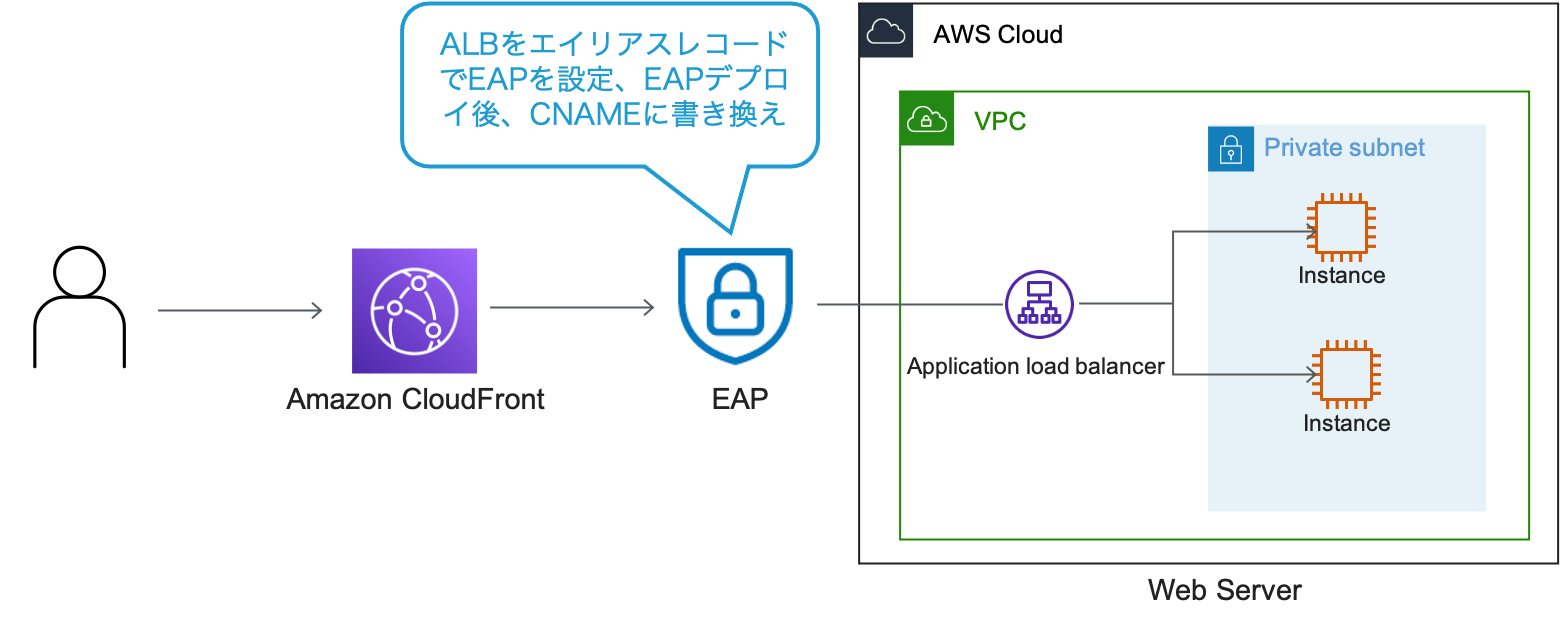 ALBをエイリアスレコード
でEAPを設定、EAPデプロ
イ後、CNAMEに書き換え
AWS Cloud
VPC
Private subnet
Instance
Application load balancer
Amazon CloudFront
EAP
Instance
Web Server